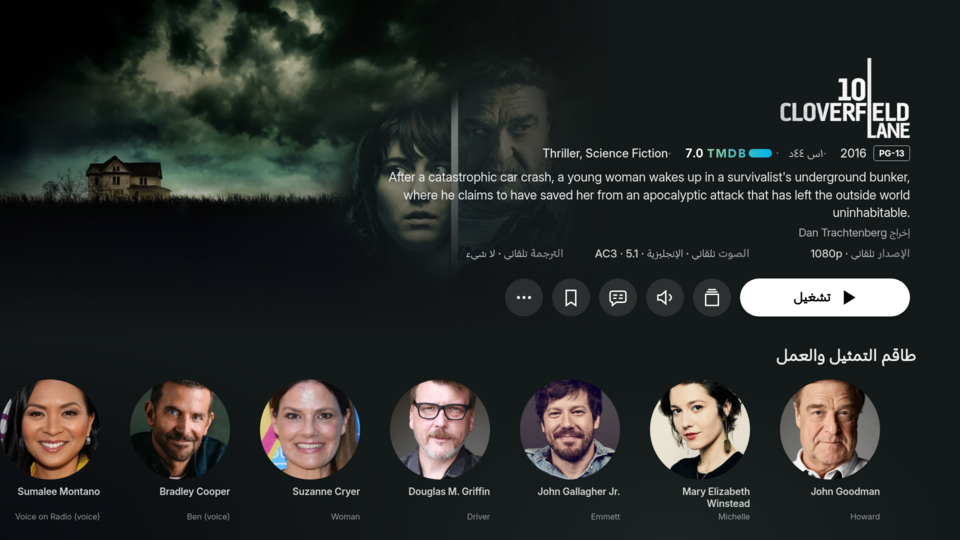 10
CLOVERFIELD
LANE
PG-13 2016 ١س ٤٤د · TMDB 7.0 · Thriller, Science Fiction
After a catastrophic car crash, a young woman wakes up in a survivalist's underground bunker,
where he claims to have saved her from an apocalyptic attack that has left the outside world
uninhabitable.
إخراج Dan Trachtenberg
الإصدار تلقائي · 1080p الصوت تلقائي · الإنجليزية · AC3 · 5.1 الترجمة تلقائي · لا شيء
تشغيل
طاقم التمثيل والعمل
John Goodman
Howard
Mary Elizabeth
Winstead
Michelle
John Gallagher Jr.
Emmett
Douglas M. Griffin
Driver
Suzanne Cryer
Woman
Bradley Cooper
Ben (voice)
Sumalee Montano
Voice on Radio (voice)